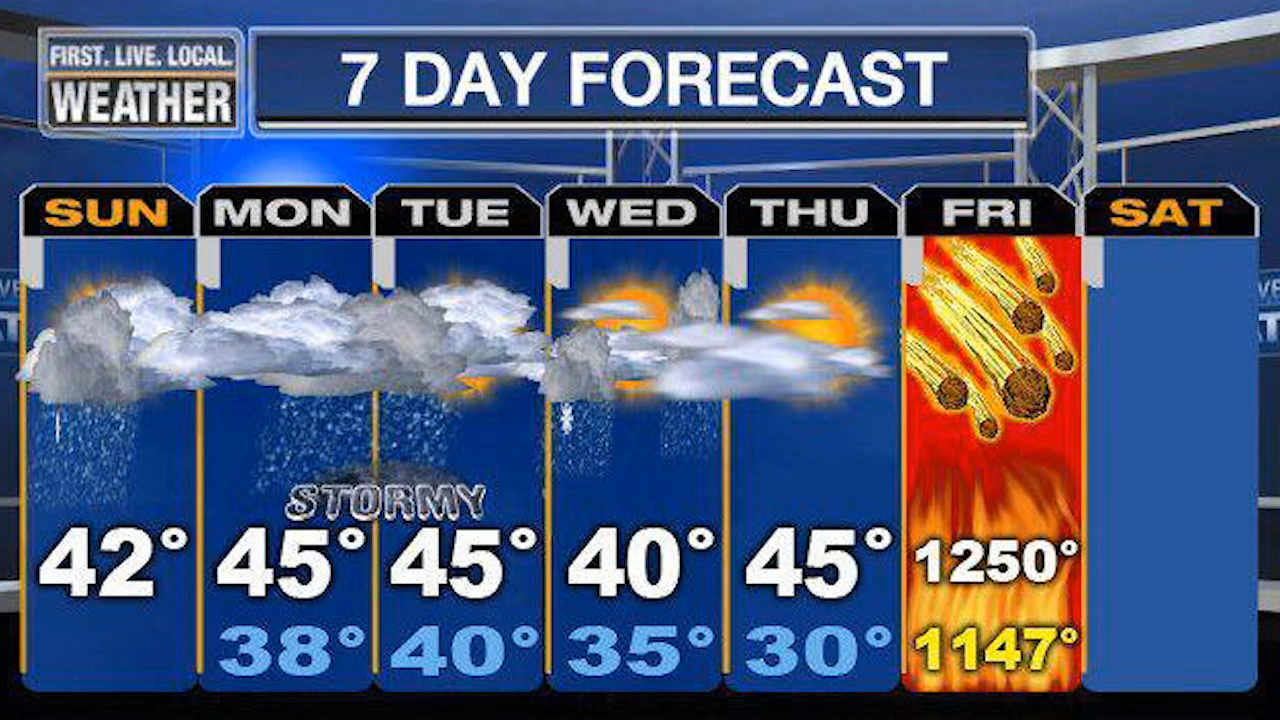 FIRST. LIVE. LOCAL.
WEATHER
7 DAY FORECAST
SUN MON TUE WED THU FRI SAT
STORMY
42° 45° 45° 40° 45° 1250°
38° 40° 35° 30° 1147°